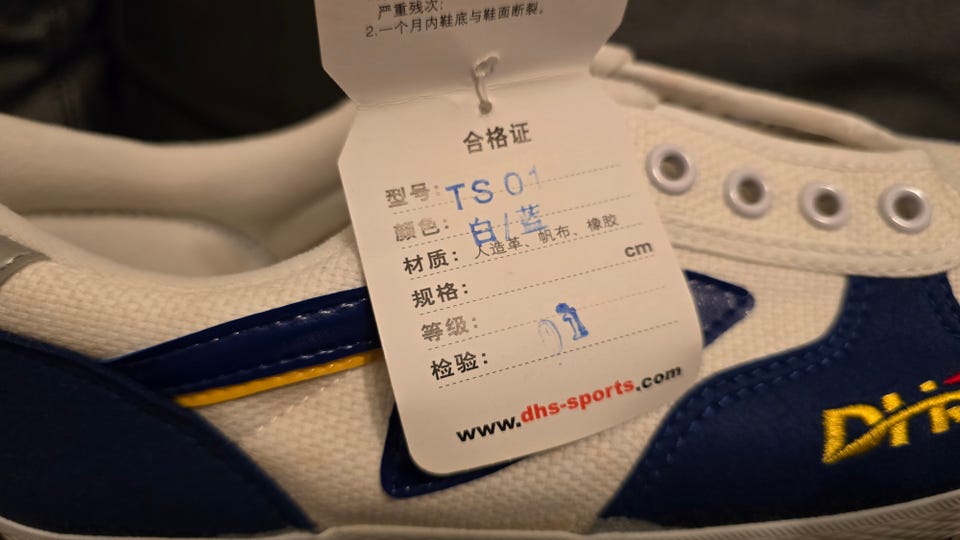 严重残次;
2.一个月内鞋底与鞋面断裂。
合格证
型号: TS 01
颜色: 白/蓝
材质: 人造革、帆布、橡胶
规格: cm
等级:
检验: 01
www.dhs-sports.com